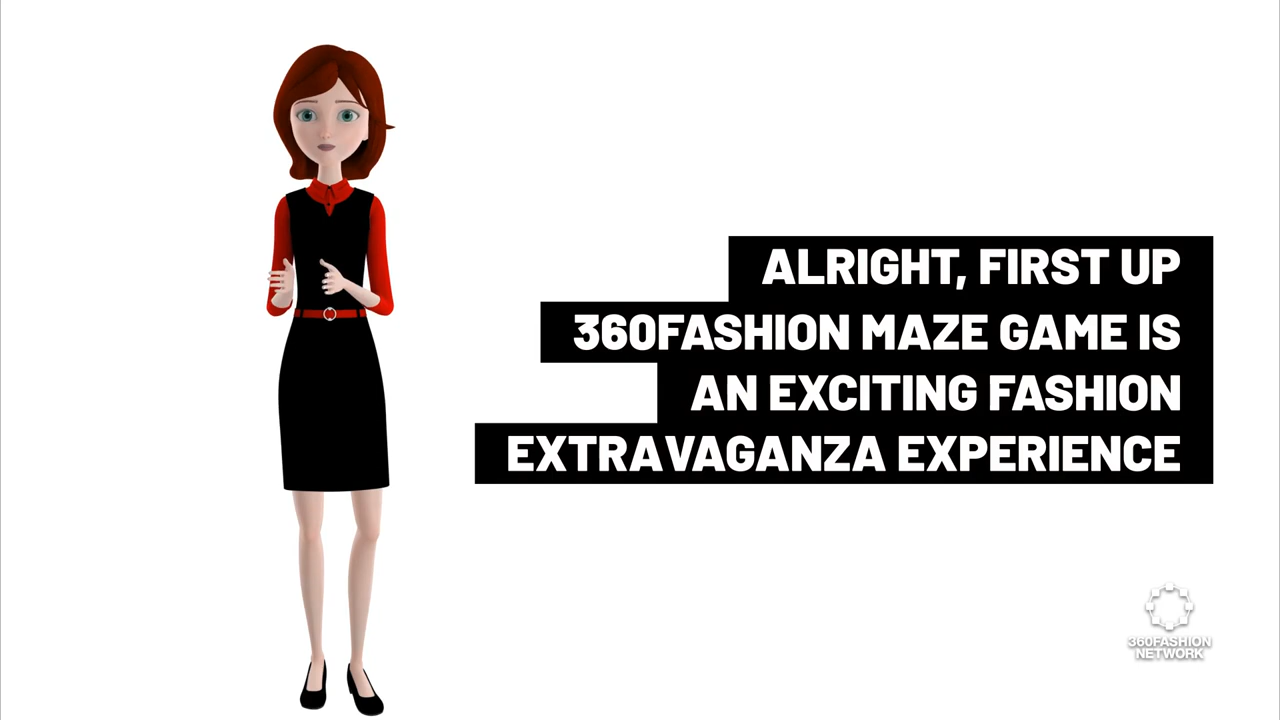 ALRIGHT, FIRST UP
360FASHION MAZE GAME IS
AN EXCITING FASHION
EXTRAVAGANZA EXPERIENCE
360FASHION
NETWORK